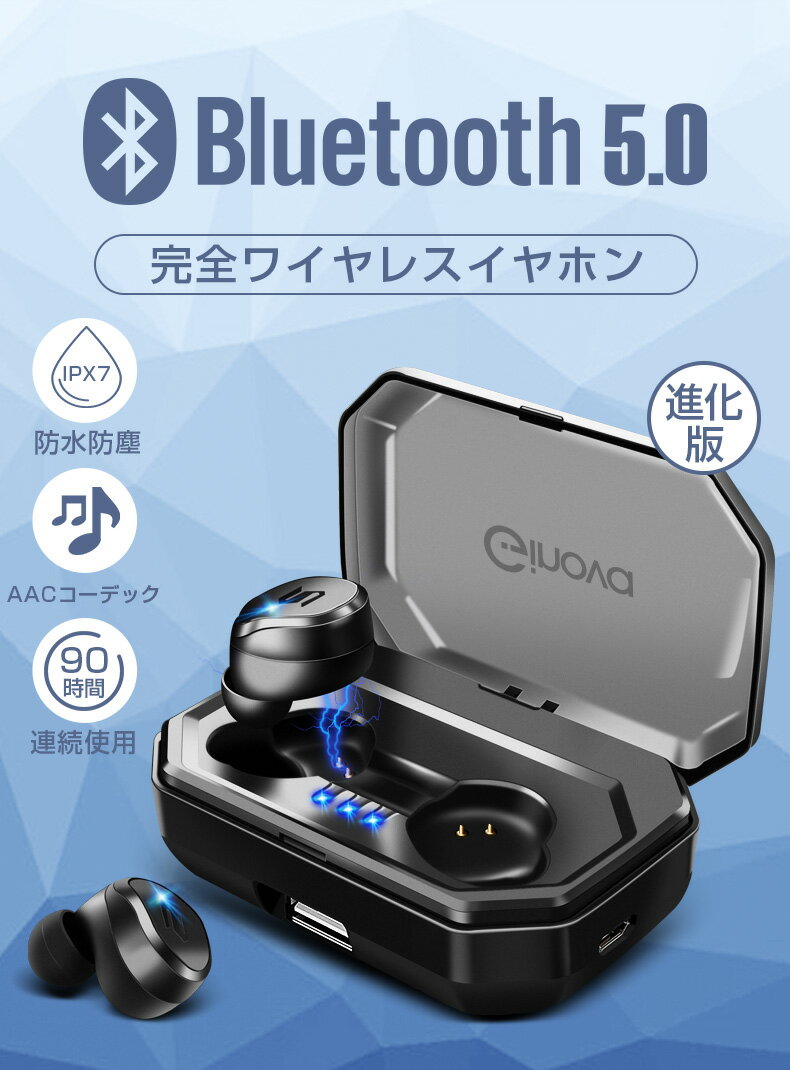 Bluetooth 5.0
完全ワイヤレスイヤホン
IPX7
防水防塵
進化
版
einova
AACコーデック
90
時間
連続使用